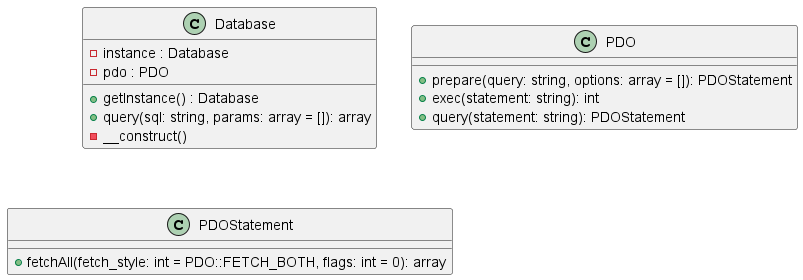 C Database
instance : Database
pdo : PDO
getInstance() : Database
query(sql: string, params: array = []): array
__construct()
C PDO
prepare(query: string, options: array = []): PDOStatement
exec(statement: string): int
query(statement: string): PDOStatement
C PDOStatement
fetchAll(fetch_style: int = PDO::FETCH_BOTH, flags: int = 0): array